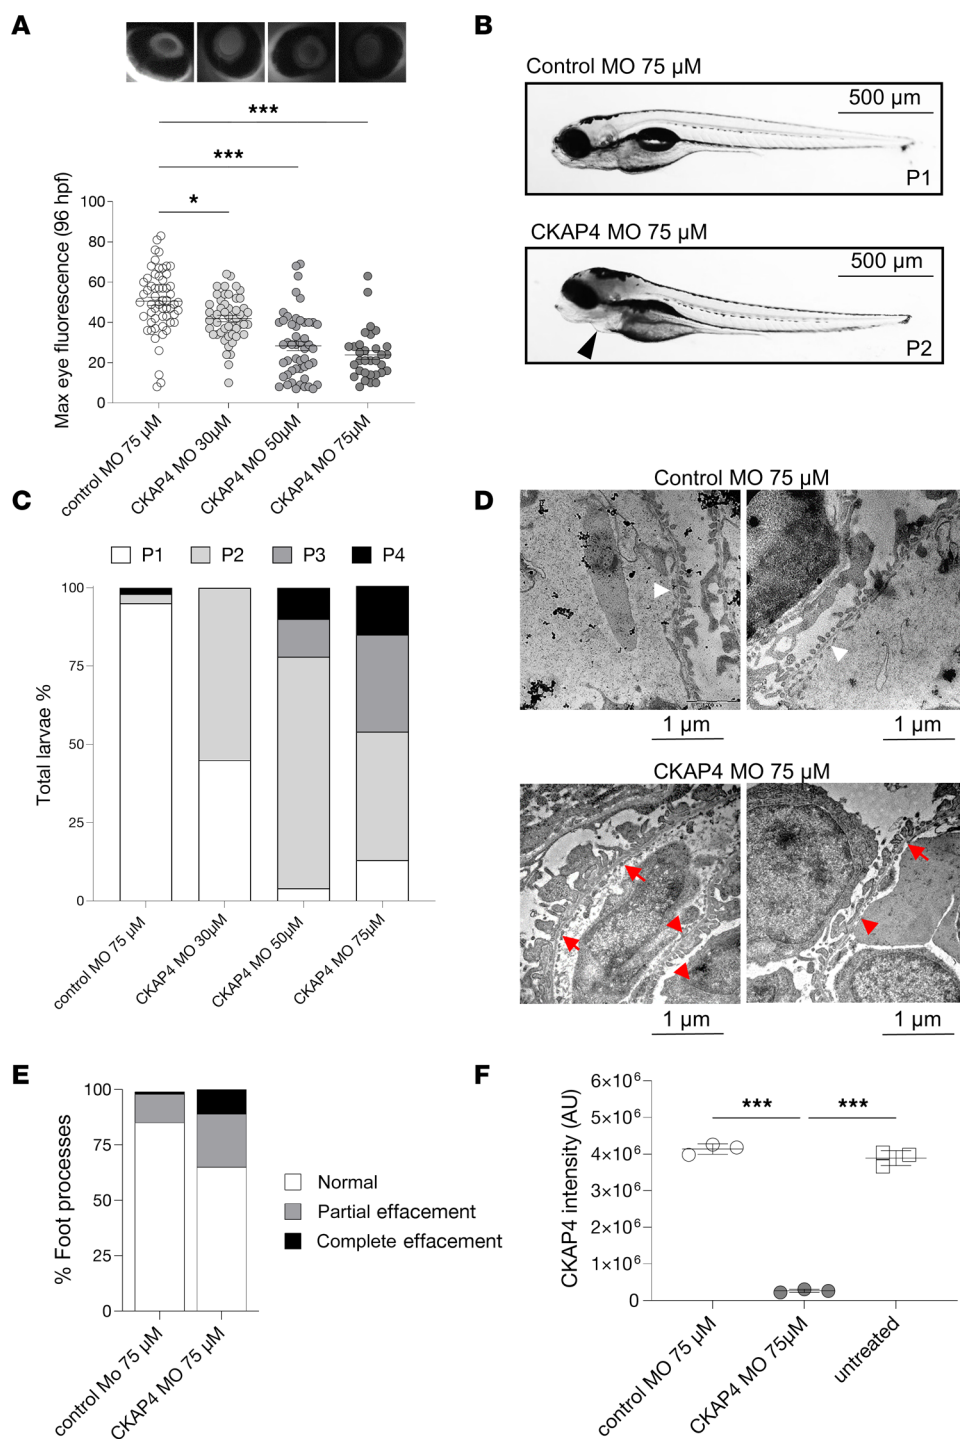 A
***
***
*
Max eye fluorescence (96 hpf)
100
80
60
40
20
0
control MO 75 µM
CKAP4 MO 30µM
CKAP4 MO 50µM
CKAP4 MO 75µM
B
Control MO 75 µM
500 µm
P1
CKAP4 MO 75 µM
500 µm
P2
C
P1 P2 P3 P4
Total larvae %
100
75
50
25
0
control MO 75 µM
CKAP4 MO 30µM
CKAP4 MO 50µM
CKAP4 MO 75µM
D
Control MO 75 µM
1 µm 1 µm
CKAP4 MO 75 µM
1 µm 1 µm
E
% Foot processes
100
75
50
25
0
control Mo 75 µM
CKAP4 MO 75 µM
Normal
Partial effacement
Complete effacement
F
CKAP4 intensity (AU)
6×10⁶
5×10⁶
4×10⁶
3×10⁶
2×10⁶
1×10⁶
0
*** ***
control MO 75 µM
CKAP4 MO 75µM
untreated